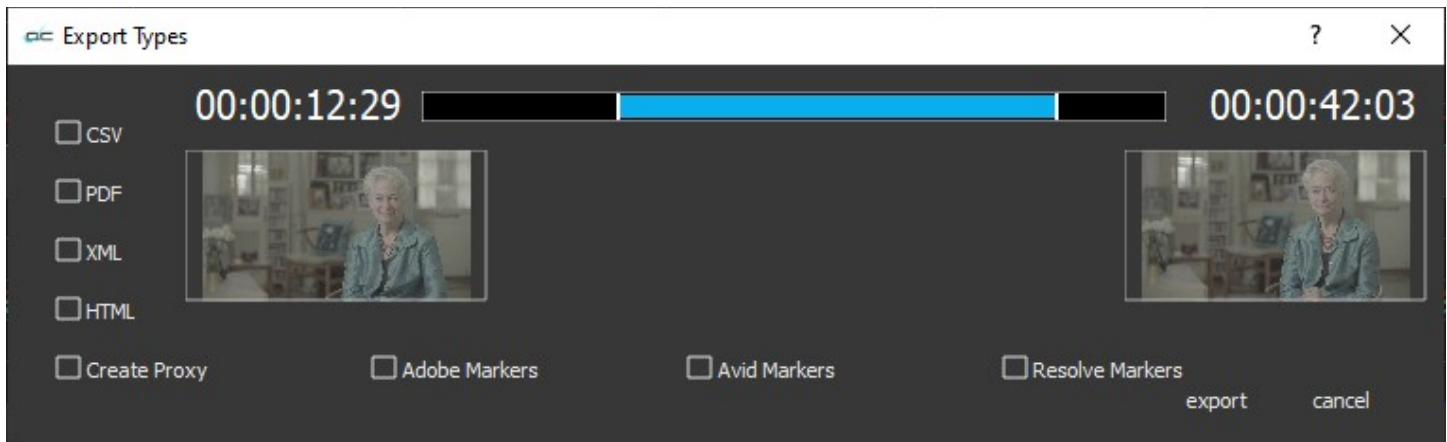 Export Types ?
00:00:12:29 00:00:42:03
CSV
PDF
XML
HTML
Create Proxy Adobe Markers Avid Markers Resolve Markers
export cancel